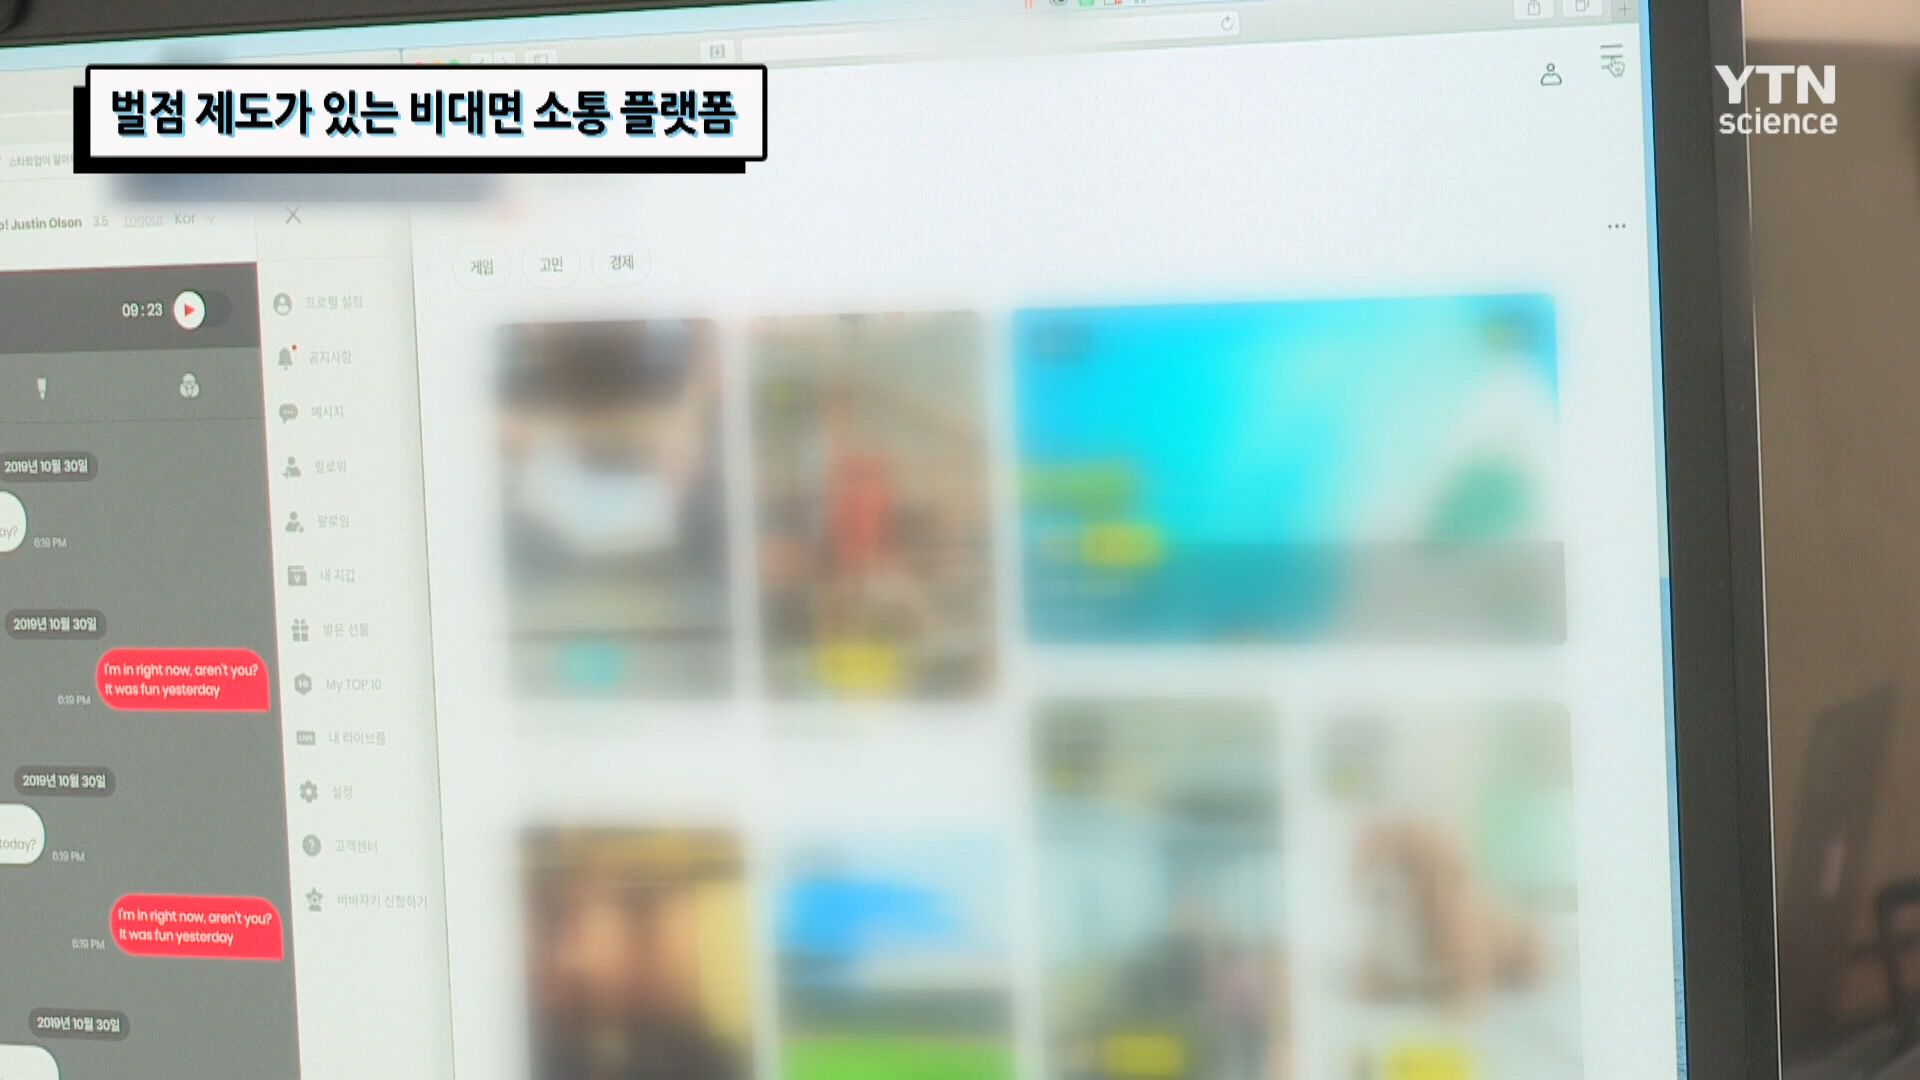 벌점 제도가 있는 비대면 소통 플랫폼
YTN
science
Justin Olson 3.5 Logout Kor
게임 고민 경제
09 : 23
프로필 설정
공지사항
메시지
팔로워
팔로잉
내 지갑
받은 선물
My TOP 10
내 라이브룸
설정
고객센터
2019년 10월 30일
6:19 PM
2019년 10월 30일
I'm in right now, aren't you?
It was fun yesterday
6:19 PM
2019년 10월 30일
today?
6:19 PM
I'm in right now, aren't you?
It was fun yesterday
6:19 PM
2019년 10월 30일